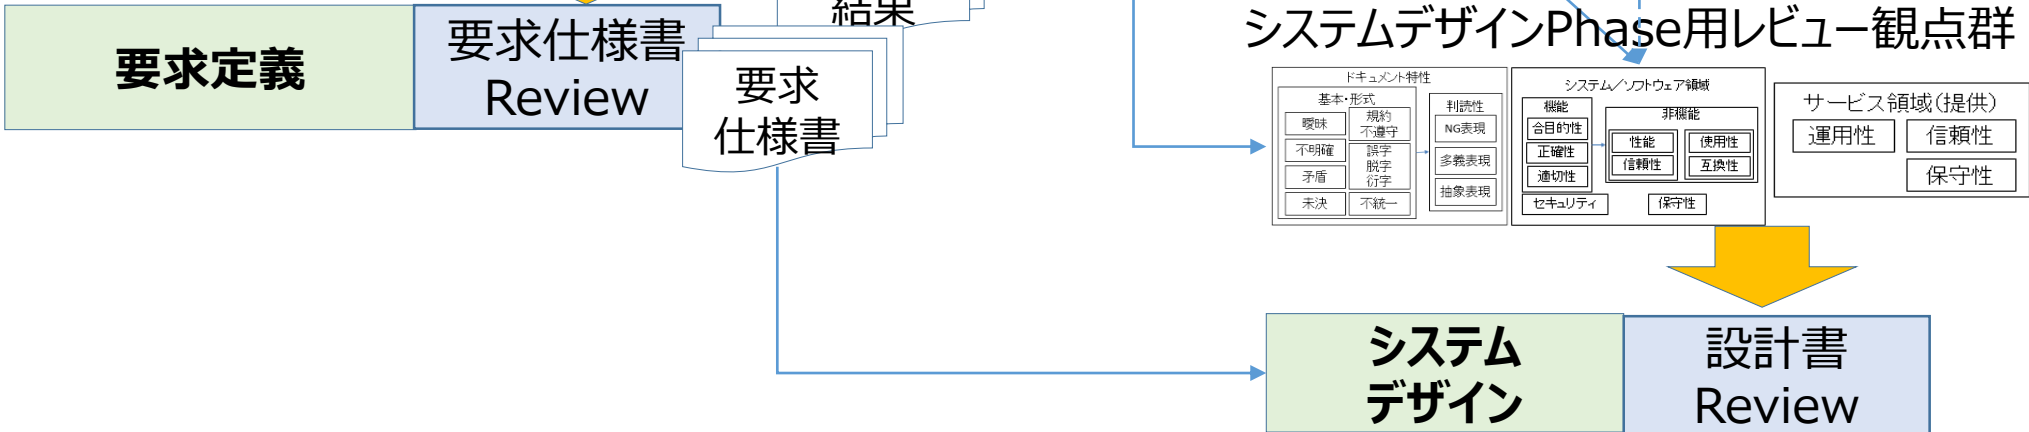 結果
要求定義
要求仕様書
Review
要求
仕様書
システムデザインPhase用レビュー観点群
ドキュメント特性
基本・形式
曖昧
不明確
矛盾
未決
規約
不遵守
誤字
脱字
衍字
不統一
判読性
NG表現
多義表現
抽象表現
システム／ソフトウェア領域
機能
合目的性
正確性
適切性
非機能
性能
使用性
信頼性
互換性
セキュリティ
保守性
サービス領域(提供)
運用性
信頼性
保守性
システム
デザイン
設計書
Review